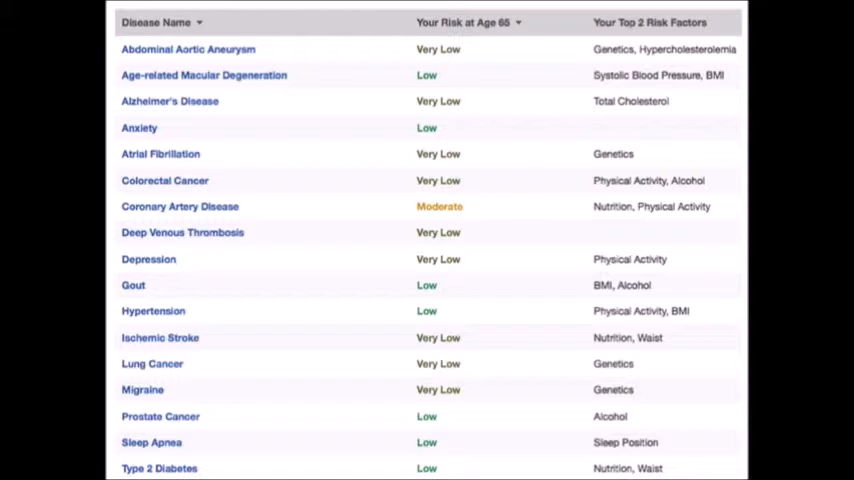 Disease Name ▼ Your Risk at Age 65 ▼ Your Top 2 Risk Factors
Abdominal Aortic Aneurysm Very Low Genetics, Hypercholesterolemia
Age-related Macular Degeneration Low Systolic Blood Pressure, BMI
Alzheimer's Disease Very Low Total Cholesterol
Anxiety Low
Atrial Fibrillation Very Low Genetics
Colorectal Cancer Very Low Physical Activity, Alcohol
Coronary Artery Disease Moderate Nutrition, Physical Activity
Deep Venous Thrombosis Very Low
Depression Very Low Physical Activity
Gout Low BMI, Alcohol
Hypertension Low Physical Activity, BMI
Ischemic Stroke Very Low Nutrition, Waist
Lung Cancer Very Low Genetics
Migraine Very Low Genetics
Prostate Cancer Low Alcohol
Sleep Apnea Low Sleep Position
Type 2 Diabetes Low Nutrition, Waist